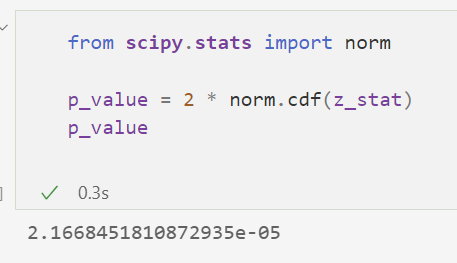 from scipy.stats import norm
p_value = 2 * norm.cdf(z_stat)
p_value
0.3s
2.1668451810872935e-05